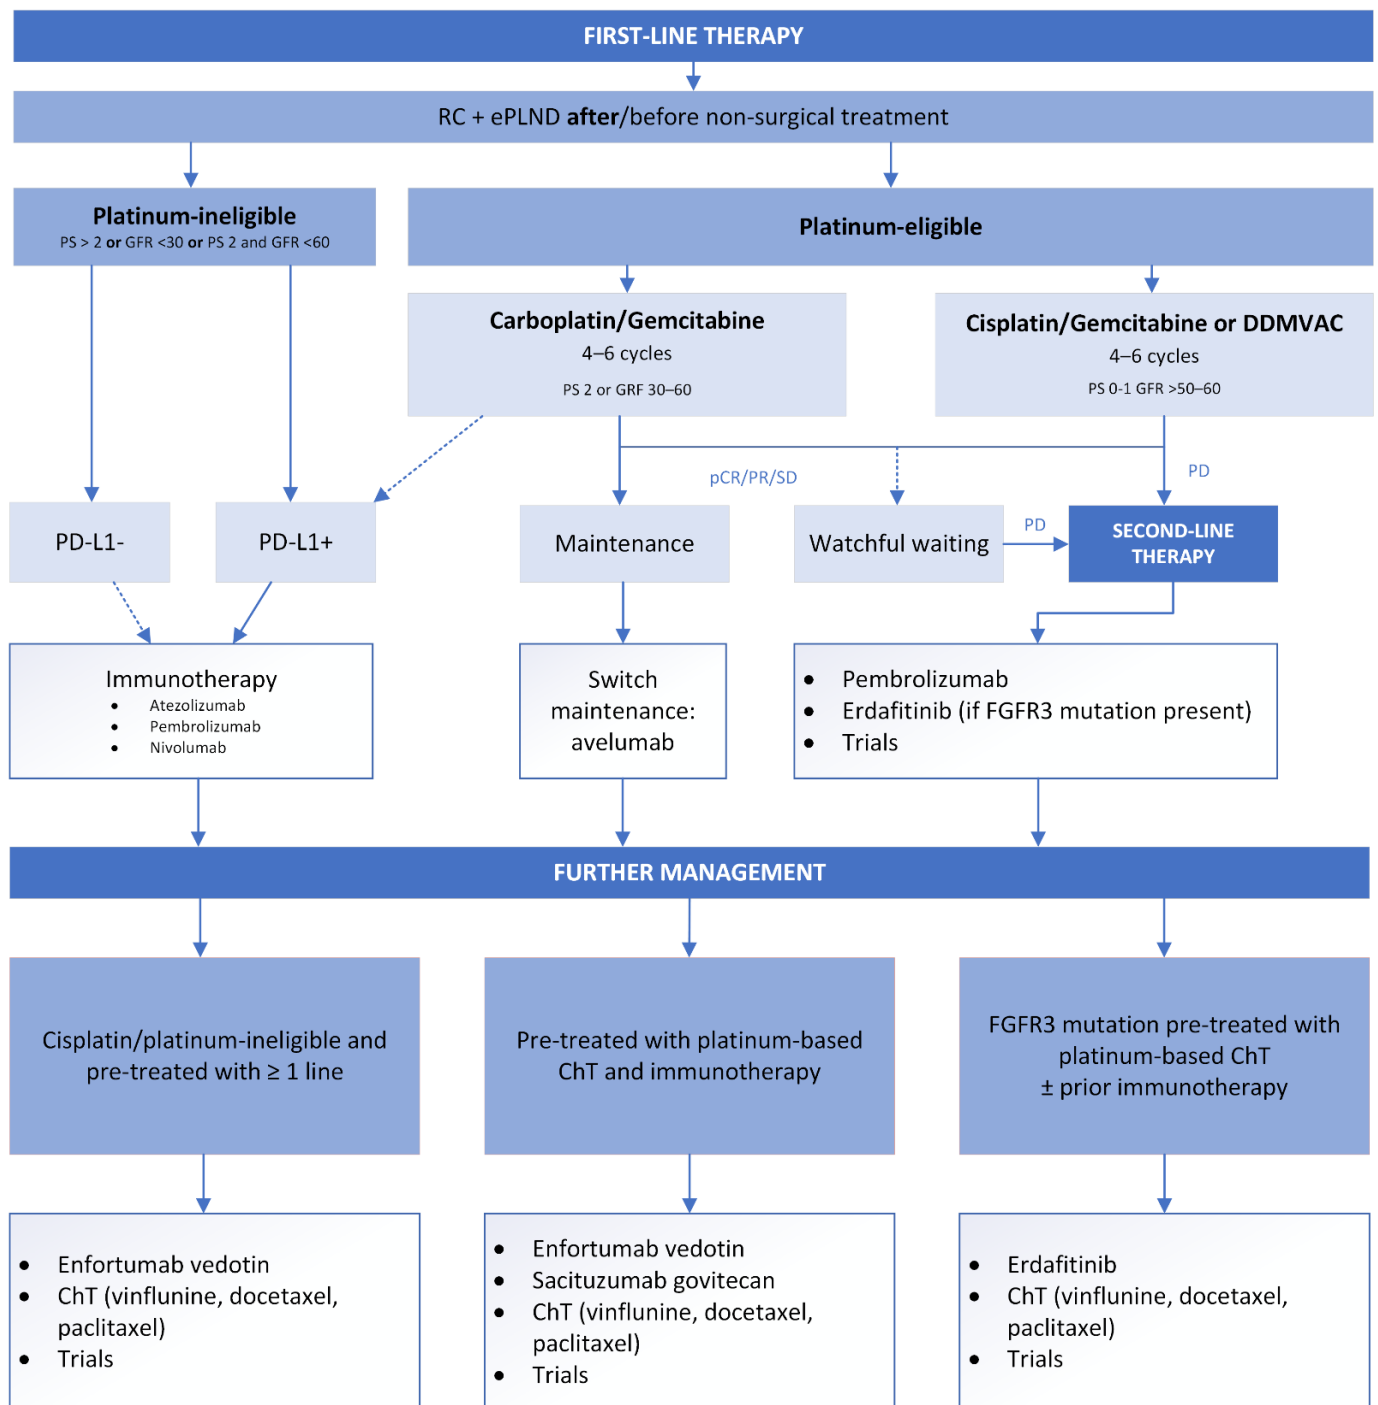 FIRST-LINE THERAPY
RC + ePLND after/before non-surgical treatment
Platinum-ineligible
PS > 2 or GFR <30 or PS 2 and GFR <60
Platinum-eligible
Carboplatin/Gemcitabine
4–6 cycles
PS 2 or GRF 30–60
Cisplatin/Gemcitabine or DDMVAC
4–6 cycles
PS 0-1 GFR >50–60
pCR/PR/SD
PD
PD-L1-
PD-L1+
Maintenance
Watchful waiting
PD
SECOND-LINE
THERAPY
Immunotherapy
• Atezolizumab
• Pembrolizumab
• Nivolumab
Switch
maintenance:
avelumab
• Pembrolizumab
• Erdafitinib (if FGFR3 mutation present)
• Trials
FURTHER MANAGEMENT
Cisplatin/platinum-ineligible and
pre-treated with ≥ 1 line
Pre-treated with platinum-based
ChT and immunotherapy
FGFR3 mutation pre-treated with
platinum-based ChT
± prior immunotherapy
• Enfortumab vedotin
• ChT (vinflunine, docetaxel,
paclitaxel)
• Trials
• Enfortumab vedotin
• Sacituzumab govitecan
• ChT (vinflunine, docetaxel,
paclitaxel)
• Trials
• Erdafitinib
• ChT (vinflunine, docetaxel,
paclitaxel)
• Trials